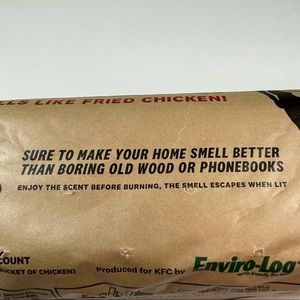 LLS LIKE FRIED CHICKEN!
SURE TO MAKE YOUR HOME SMELL BETTER
THAN BORING OLD WOOD OR PHONEBOOKS
ENJOY THE SCENT BEFORE BURNING, THE SMELL ESCAPES WHEN LIT
COUNT
BUCKET OF CHICKEN)
Produced for KFC by
Enviro-Log